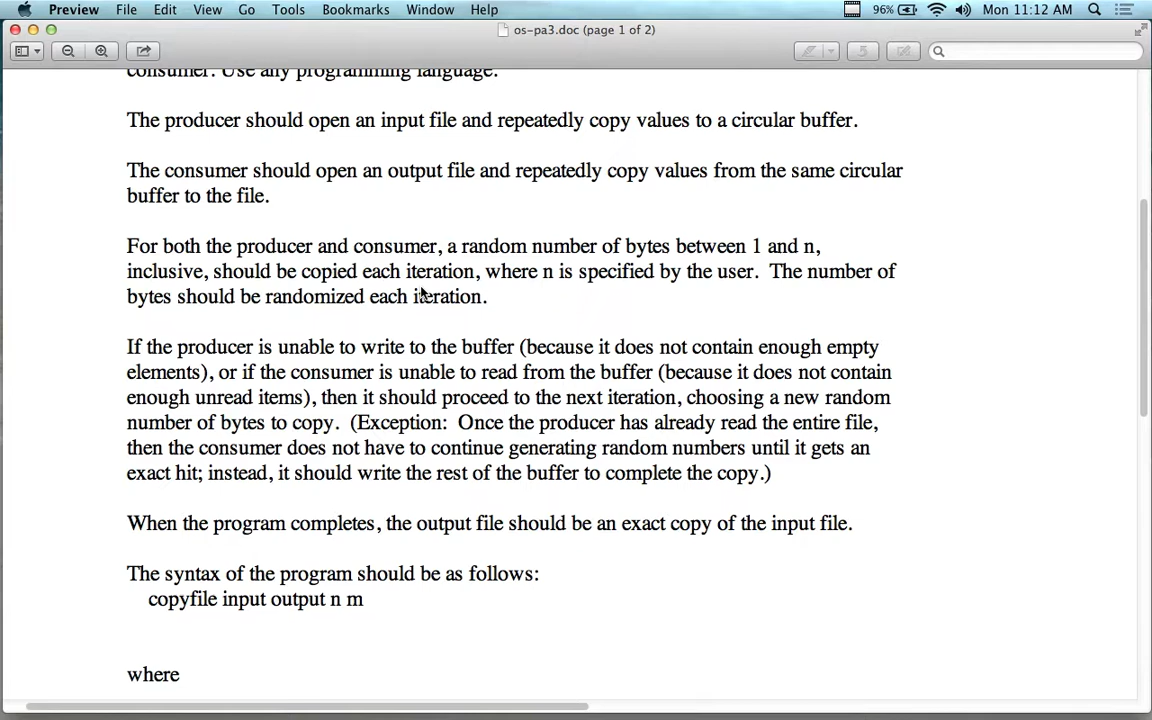 Preview File Edit View Go Tools Bookmarks Window Help 96% Mon 11:12 AM
os-pa3.doc (page 1 of 2)
consumer. Use any programming language.
The producer should open an input file and repeatedly copy values to a circular buffer.
The consumer should open an output file and repeatedly copy values from the same circular
buffer to the file.
For both the producer and consumer, a random number of bytes between 1 and n,
inclusive, should be copied each iteration, where n is specified by the user.  The number of
bytes should be randomized each iteration.
If the producer is unable to write to the buffer (because it does not contain enough empty
elements), or if the consumer is unable to read from the buffer (because it does not contain
enough unread items), then it should proceed to the next iteration, choosing a new random
number of bytes to copy.  (Exception:  Once the producer has already read the entire file,
then the consumer does not have to continue generating random numbers until it gets an
exact hit; instead, it should write the rest of the buffer to complete the copy.)
When the program completes, the output file should be an exact copy of the input file.
The syntax of the program should be as follows:
copyfile input output n m
where